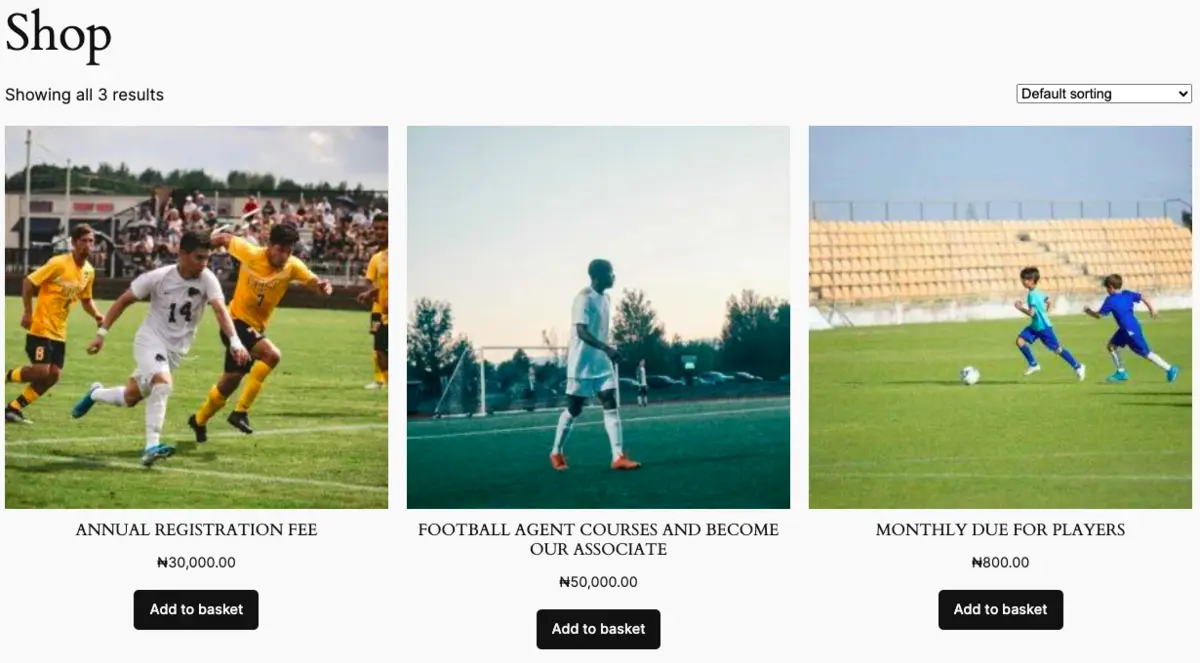 Shop
Showing all 3 results
Default sorting
14
7
8
ANNUAL REGISTRATION FEE
₦30,000.00
Add to basket
FOOTBALL AGENT COURSES AND BECOME
OUR ASSOCIATE
₦50,000.00
Add to basket
MONTHLY DUE FOR PLAYERS
₦800.00
Add to basket